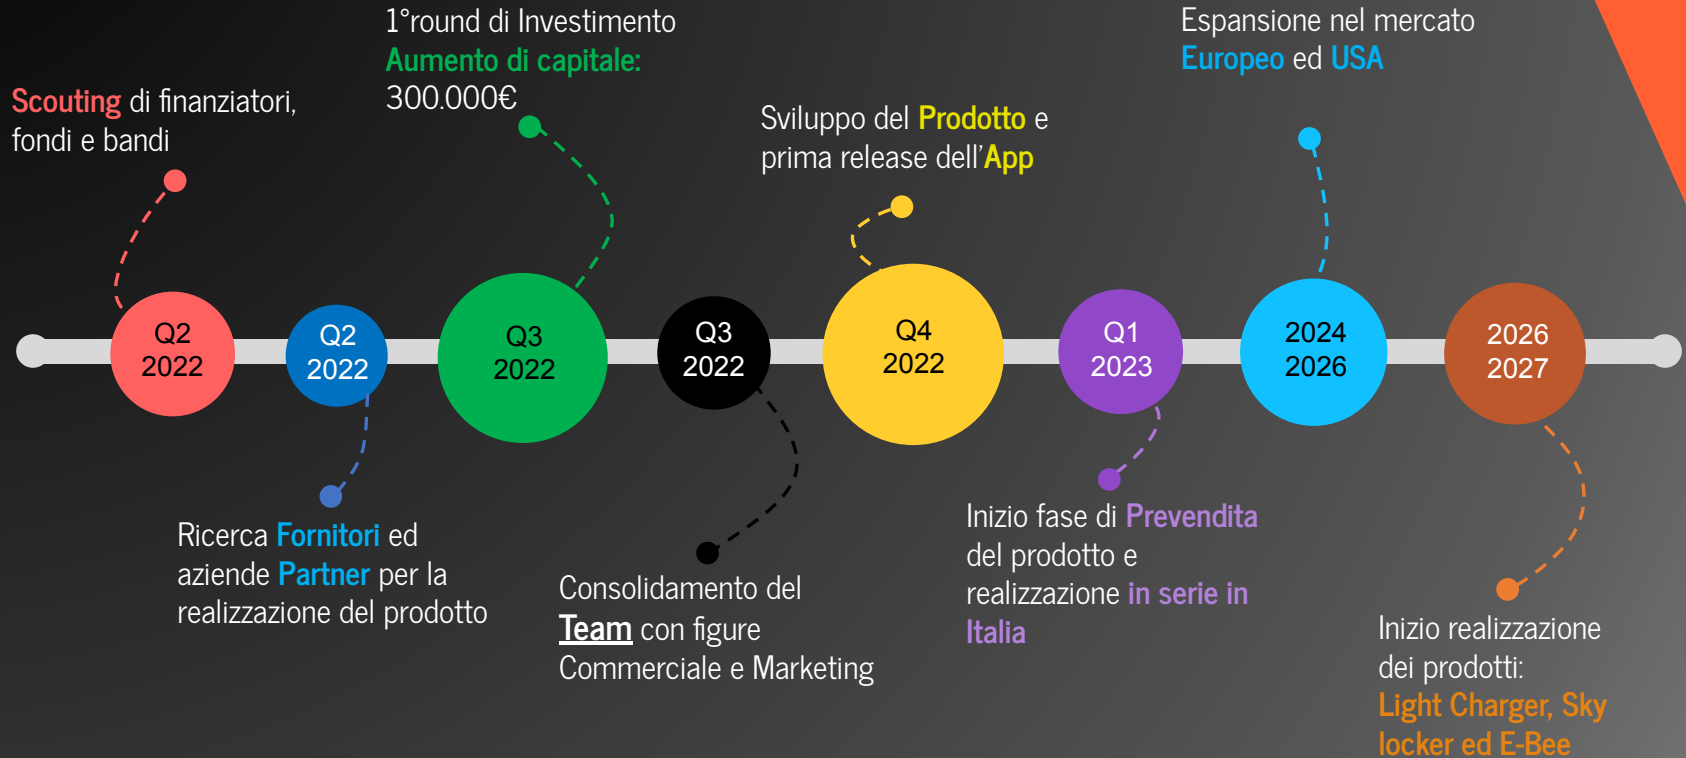 1°round di Investimento
Aumento di capitale:
300.000€
Espansione nel mercato
Europeo ed USA
Scouting di finanziatori,
fondi e bandi
Sviluppo del Prodotto e
prima release dell'App
Q2
2022
Q2
2022
Q3
2022
Q3
2022
Q4
2022
Q1
2023
2024
2026
2026
2027
Ricerca Fornitori ed
aziende Partner per la
realizzazione del prodotto
Consolidamento del
Team con figure
Commerciale e Marketing
Inizio fase di Prevendita
del prodotto e
realizzazione in serie in
Italia
Inizio realizzazione
dei prodotti:
Light Charger, Sky
locker ed E-Bee